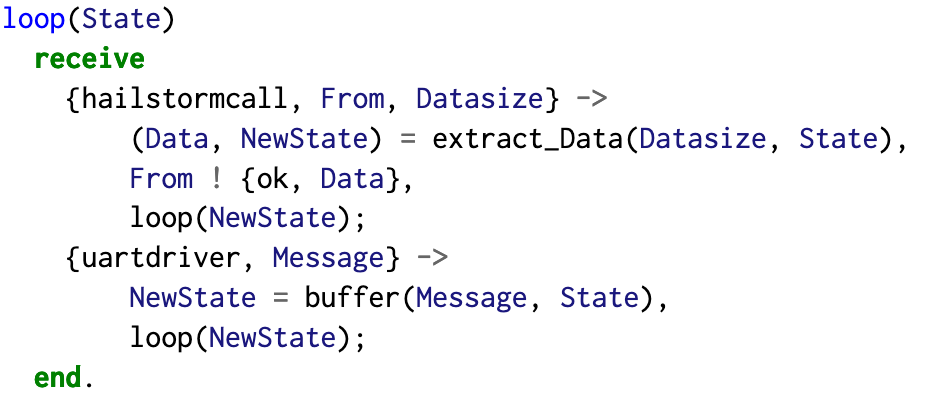 loop(State)
  receive
    {hailstormcall, From, Datasize} ->
        (Data, NewState) = extract_Data(Datasize, State),
        From ! {ok, Data},
        loop(NewState);
    {uartdriver, Message} ->
        NewState = buffer(Message, State),
        loop(NewState);
  end.